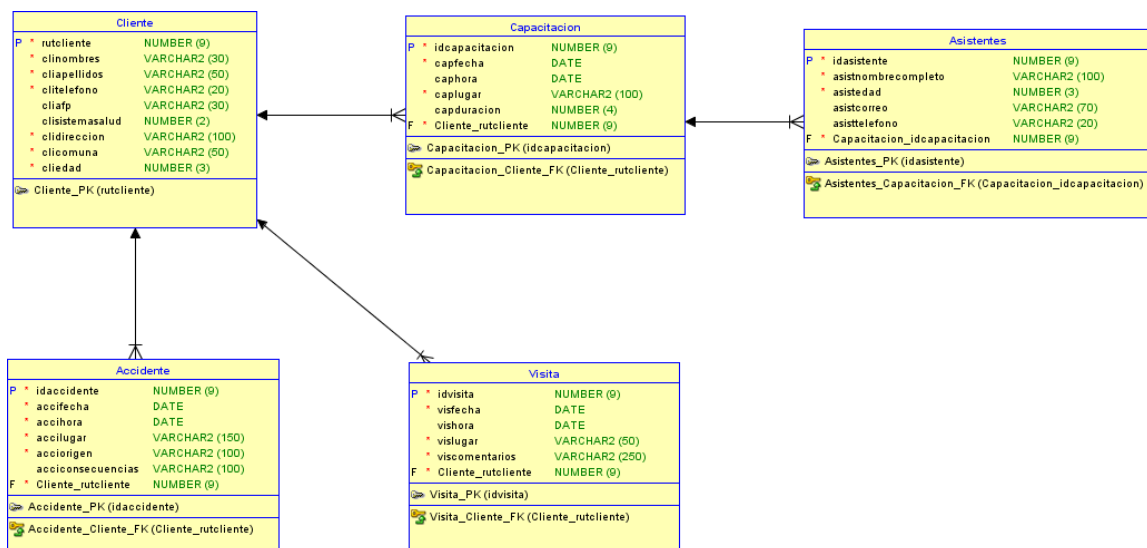 Cliente
P * rutcliente NUMBER (9)
* clinombres VARCHAR2 (30)
* cliapellidos VARCHAR2 (50)
* clitelefono VARCHAR2 (20)
cliafp VARCHAR2 (30)
clisistemasalud NUMBER (2)
* clidireccion VARCHAR2 (100)
* clicomuna VARCHAR2 (50)
* cliedad NUMBER (3)
Cliente_PK (rutcliente)
Capacitacion
P * idcapacitacion NUMBER (9)
* capfecha DATE
caphora DATE
* caplugar VARCHAR2 (100)
capduracion NUMBER (4)
F * Cliente_rutcliente NUMBER (9)
Capacitacion_PK (idcapacitacion)
Capacitacion_Cliente_FK (Cliente_rutcliente)
Asistentes
P * idasistente NUMBER (9)
* asistnombrecompleto VARCHAR2 (100)
* asistedad NUMBER (3)
asistcorreo VARCHAR2 (70)
asisttelefono VARCHAR2 (20)
F * Capacitacion_idcapacitacion NUMBER (9)
Asistentes_PK (idasistente)
Asistentes_Capacitacion_FK (Capacitacion_idcapacitacion)
Accidente
P * idaccidente NUMBER (9)
* accifecha DATE
* accihora DATE
* accilugar VARCHAR2 (150)
* acciorigen VARCHAR2 (100)
acciconsecuencias VARCHAR2 (100)
F * Cliente_rutcliente NUMBER (9)
Accidente_PK (idaccidente)
Accidente_Cliente_FK (Cliente_rutcliente)
Visita
P * idvisita NUMBER (9)
* visfecha DATE
vishora DATE
* vislugar VARCHAR2 (50)
* viscomentarios VARCHAR2 (250)
F * Cliente_rutcliente NUMBER (9)
Visita_PK (idvisita)
Visita_Cliente_FK (Cliente_rutcliente)